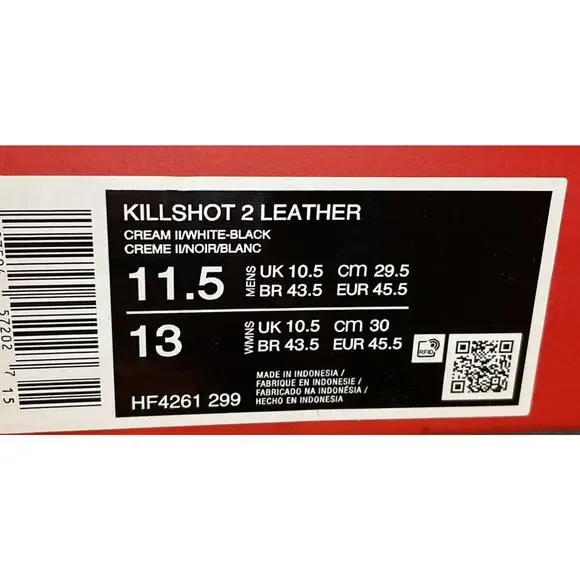 KILLSHOT 2 LEATHER
CREAM II/WHITE-BLACK
CREME II/NOIR/BLANC
11.5 MENS UK 10.5 CM 29.5
BR 43.5 EUR 45.5
13 WMNS UK 10.5 CM 30
BR 43.5 EUR 45.5
RFID
MADE IN INDONESIA /
FABRIQUE EN INDONESIE /
FABRICADO NA INDONÉSIA /
HECHO EN INDONESIA
HF4261 299
57202
7 15